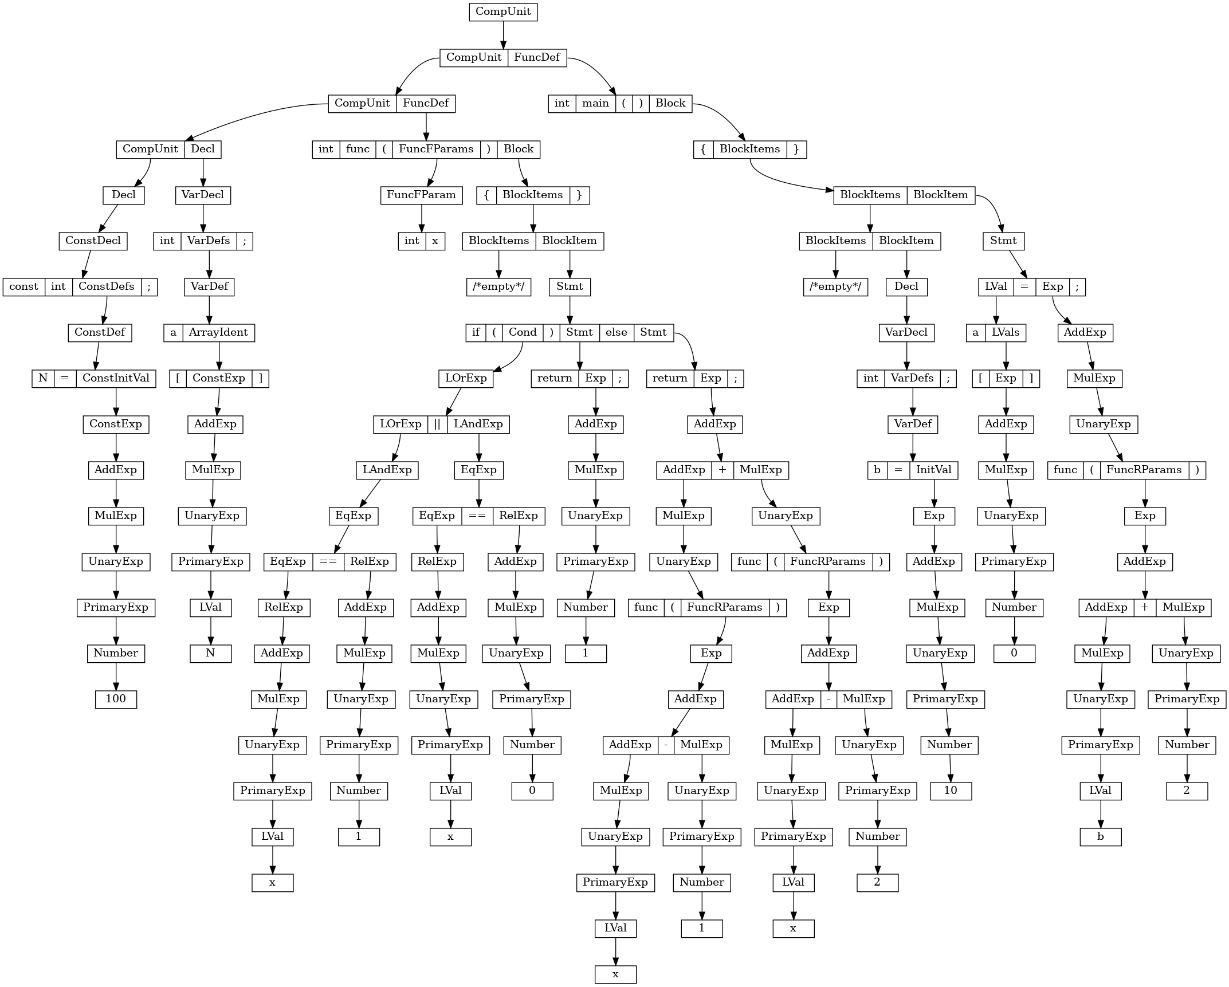 CompUnit
CompUnit FuncDef
CompUnit FuncDef int main ( ) Block
CompUnit Decl int func ( FuncFParams ) Block { BlockItems }
Decl VarDecl FuncFParam { BlockItems } BlockItems BlockItem
ConstDecl int VarDefs ; int x BlockItems BlockItem BlockItems BlockItem Stmt
const int ConstDefs ; VarDef /*empty*/ Stmt /*empty*/ Decl LVal = Exp ;
ConstDef a ArrayIdent if ( Cond ) Stmt else Stmt VarDecl a LVals AddExp
N = ConstInitVal [ ConstExp ] LOrExp return Exp ; return Exp ; int VarDefs ; [ Exp ] MulExp
ConstExp AddExp LOrExp || LAndExp AddExp AddExp VarDef AddExp UnaryExp
AddExp MulExp LAndExp EqExp MulExp AddExp + MulExp b = InitVal MulExp func ( FuncRParams )
MulExp UnaryExp EqExp EqExp == RelExp UnaryExp MulExp UnaryExp Exp UnaryExp Exp
UnaryExp PrimaryExp EqExp == RelExp RelExp AddExp PrimaryExp UnaryExp func ( FuncRParams ) AddExp PrimaryExp AddExp
PrimaryExp LVal RelExp AddExp AddExp MulExp Number func ( FuncRParams ) Exp MulExp Number AddExp + MulExp
Number N AddExp MulExp MulExp UnaryExp 1 Exp AddExp UnaryExp 0 MulExp UnaryExp
100 MulExp UnaryExp UnaryExp PrimaryExp AddExp AddExp - MulExp PrimaryExp UnaryExp PrimaryExp
UnaryExp PrimaryExp PrimaryExp Number AddExp - MulExp MulExp UnaryExp Number PrimaryExp Number
PrimaryExp Number LVal 0 MulExp UnaryExp UnaryExp PrimaryExp 10 LVal 2
LVal 1 x UnaryExp PrimaryExp PrimaryExp Number b
x PrimaryExp Number LVal 2
LVal 1 x
x